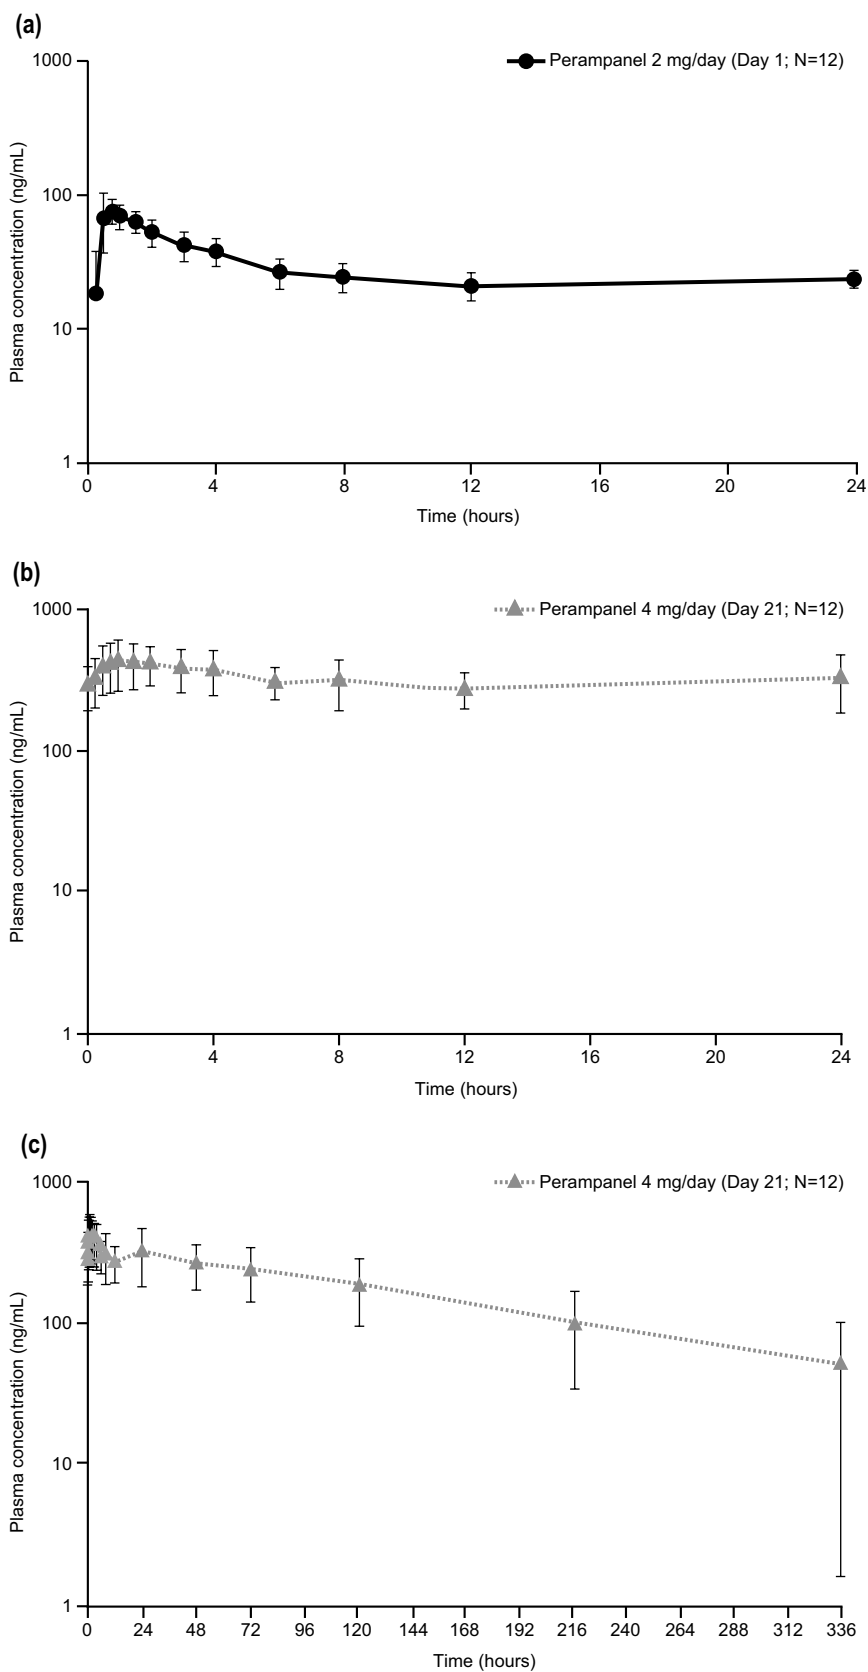 (a)
1000
Perampanel 2 mg/day (Day 1; N=12)
100
10
1
Plasma concentration (ng/mL)
0 4 8 12 16 20 24
Time (hours)
(b)
1000
Perampanel 4 mg/day (Day 21; N=12)
100
10
1
Plasma concentration (ng/mL)
0 4 8 12 16 20 24
Time (hours)
(c)
1000
Perampanel 4 mg/day (Day 21; N=12)
100
10
1
Plasma concentration (ng/mL)
0 24 48 72 96 120 144 168 192 216 240 264 288 312 336
Time (hours)